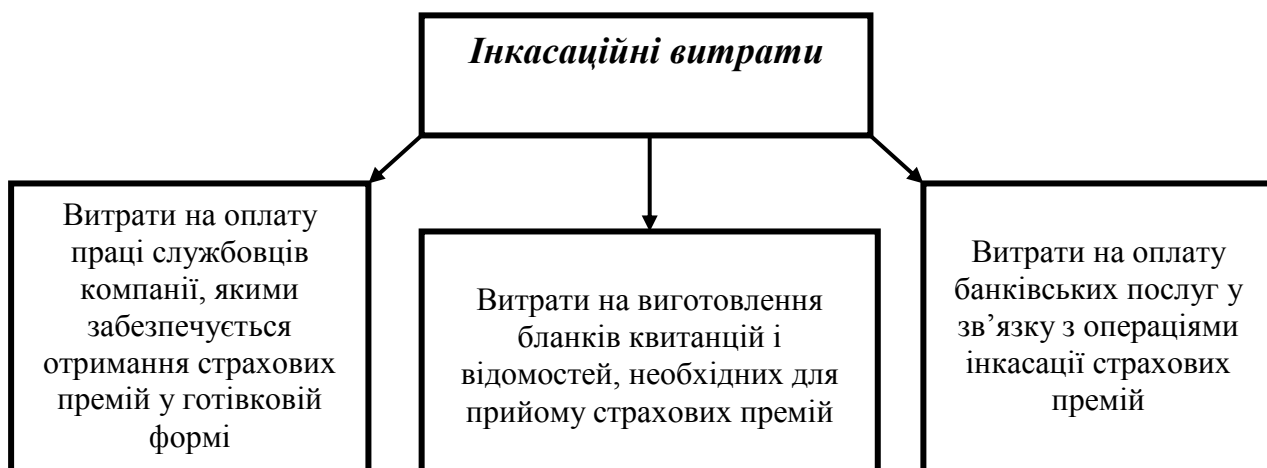 Інкасаційні витрати
Витрати на оплату
праці службовців
компанії, якими
забезпечується
отримання страхових
премій у готівковій
формі
Витрати на виготовлення
бланків квитанцій і
відомостей, необхідних для
прийому страхових премій
Витрати на оплату
банківських послуг у
зв’язку з операціями
інкасації страхових
премій